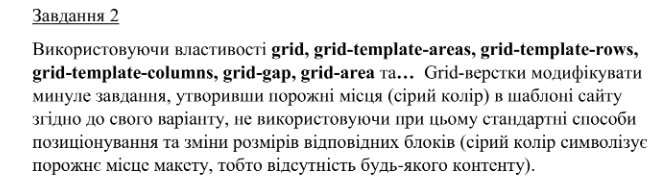 Завдання 2
Використовуючи властивості grid, grid-template-areas, grid-template-rows,
grid-template-columns, grid-gap, grid-area та… Grid-верстки модифікувати
минуле завдання, утворивши порожні місця (сірий колір) в шаблоні сайту
згідно до свого варіанту, не використовуючи при цьому стандартні способи
позиціонування та зміни розмірів відповідних блоків (сірий колір символізує
порожнє місце макету, тобто відсутність будь-якого контенту).